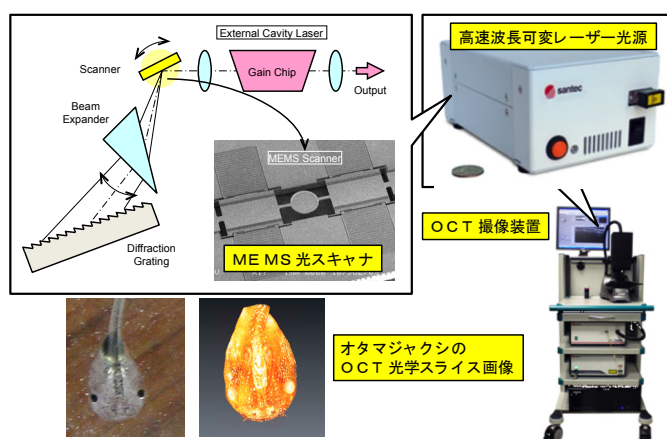 External Cavity Laser
Scanner
Gain Chip
Output
Beam
Expander
MEMS Scanner
Diffraction
Grating
MEMS光スキャナ
高速波長可変レーザー光源
santec
OCT撮像装置
オタマジャクシの
OCT光学スライス画像